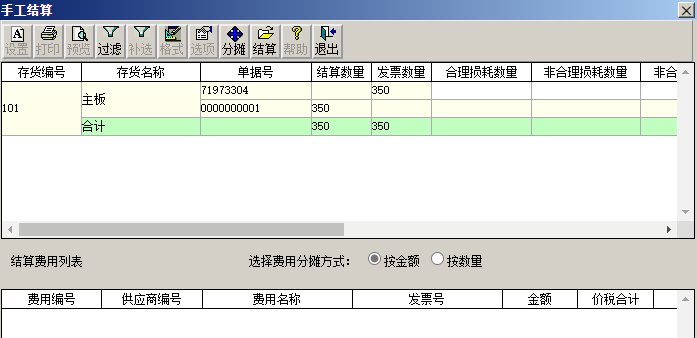 手工结算
设置 打印 预览 过滤 补选 格式 选项 分摊 结算 帮助 退出
存货编号 存货名称 单据号 结算数量 发票数量 合理损耗数量 非合理损耗数量 非合
71973304 350
101 主板
0000000001 350
合计 350 350
结算费用列表 选择费用分摊方式： 按金额 按数量
费用编号 供应商编号 费用名称 发票号 金额 价税合计